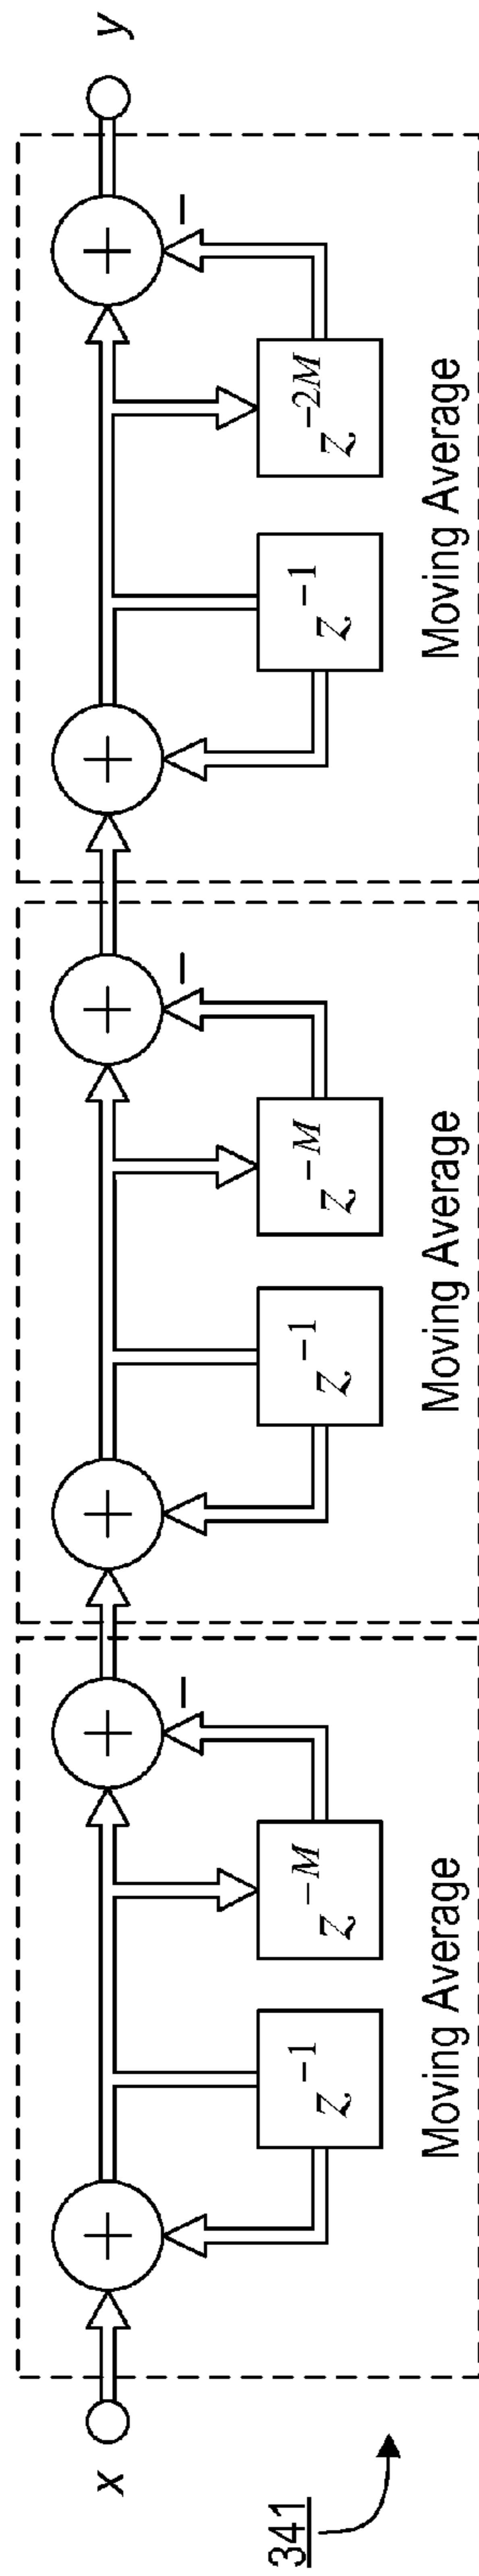 x
+
z^-1
z^-M
+
−
Moving Average
+
z^-1
z^-M
+
−
Moving Average
+
z^-1
z^-2M
+
−
Moving Average
y
341